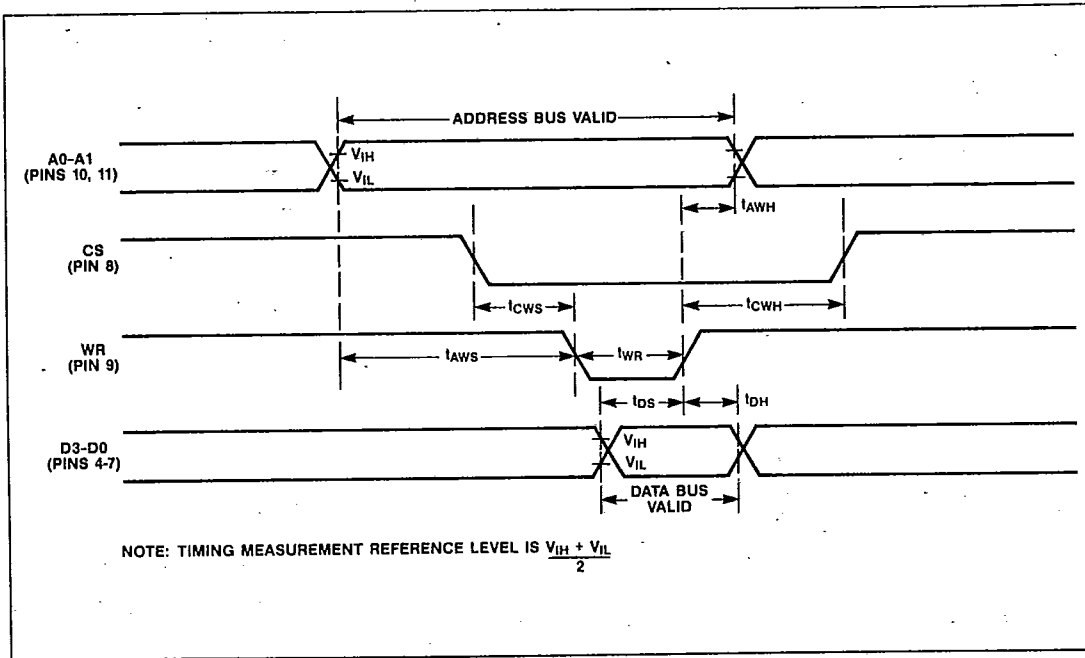 ADDRESS BUS VALID
A0–A1
(PINS 10, 11)
VIH
VIL
tAWH
CS
(PIN 8)
tCWS
tCWH
WR
(PIN 9)
tAWS
tWR
tDS
tDH
D3–D0
(PINS 4-7)
VIH
VIL
DATA BUS
VALID
NOTE: TIMING MEASUREMENT REFERENCE LEVEL IS VIH + VIL
2